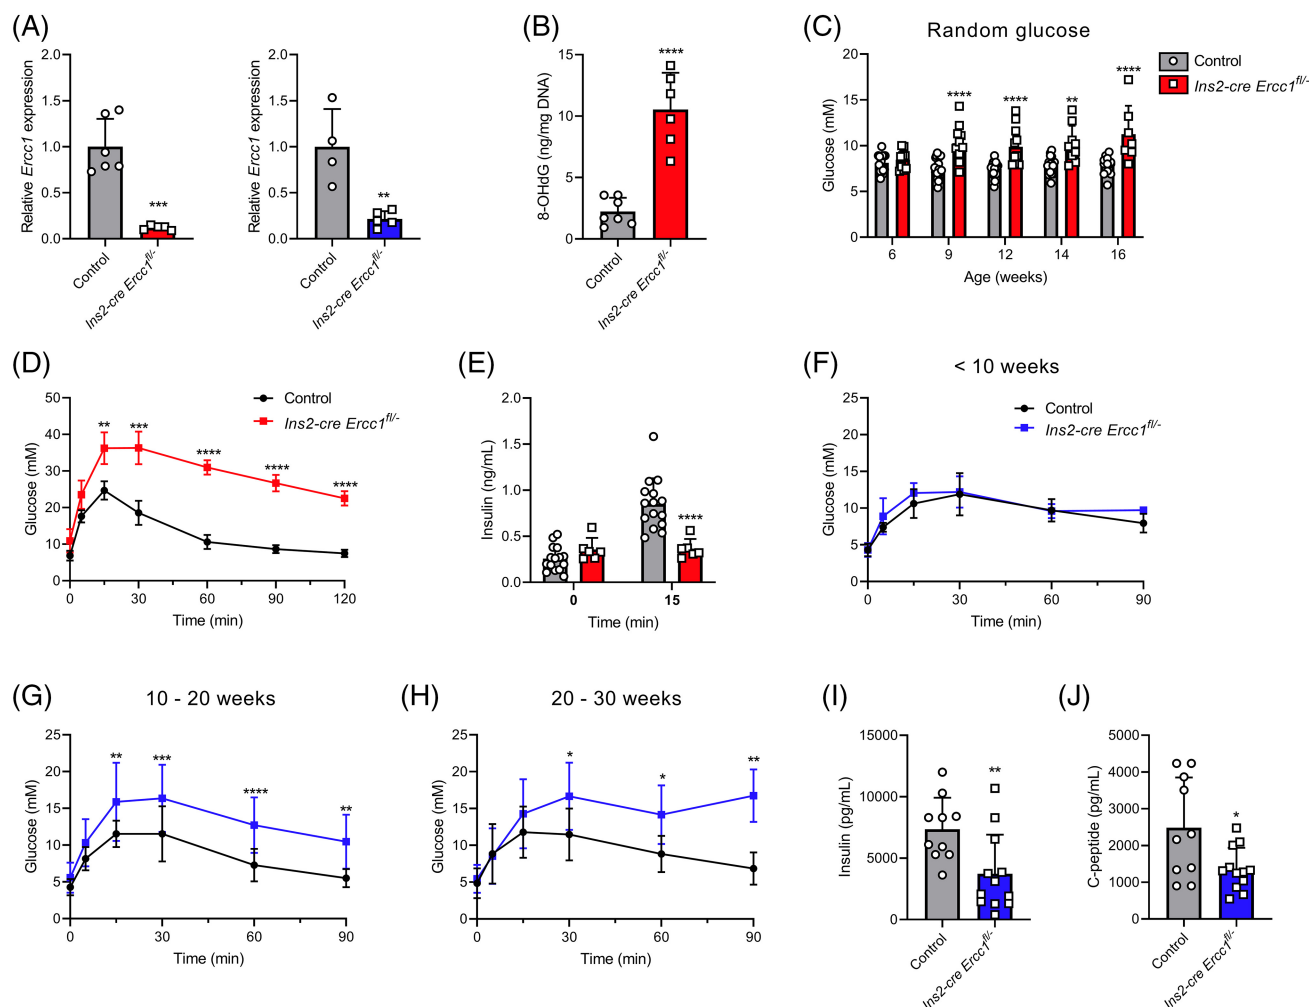 (A)
2.0
1.5
1.0
0.5
0.0
Relative Ercc1 expression
***
Control
Ins2-cre Ercc1fl/-
2.0
1.5
1.0
0.5
0.0
Relative Ercc1 expression
**
Control
Ins2-cre Ercc1fl/-
(B)
15
10
5
0
8-OHdG (ng/mg DNA)
****
Control
Ins2-cre Ercc1fl/-
(C)
Random glucose
20
15
10
5
0
Glucose (mM)
**** **** ** ****
6 9 12 14 16
Age (weeks)
Control
Ins2-cre Ercc1fl/-
(D)
50
40
30
20
10
0
Glucose (mM)
** *** **** **** ****
0 30 60 90 120
Time (min)
Control
Ins2-cre Ercc1fl/-
(E)
2.0
1.5
1.0
0.5
0.0
Insulin (ng/mL)
****
0 15
Time (min)
(F)
< 10 weeks
25
20
15
10
5
0
Glucose (mM)
0 30 60 90
Time (min)
Control
Ins2-cre Ercc1fl/-
(G)
10 - 20 weeks
25
20
15
10
5
0
Glucose (mM)
** *** **** **
0 30 60 90
Time (min)
(H)
20 - 30 weeks
25
20
15
10
5
0
Glucose (mM)
* * **
0 30 60 90
Time (min)
(I)
15000
10000
5000
0
Insulin (pg/mL)
**
Control
Ins2-cre Ercc1fl/-
(J)
5000
4000
3000
2000
1000
0
C-peptide (pg/mL)
*
Control
Ins2-cre Ercc1fl/-